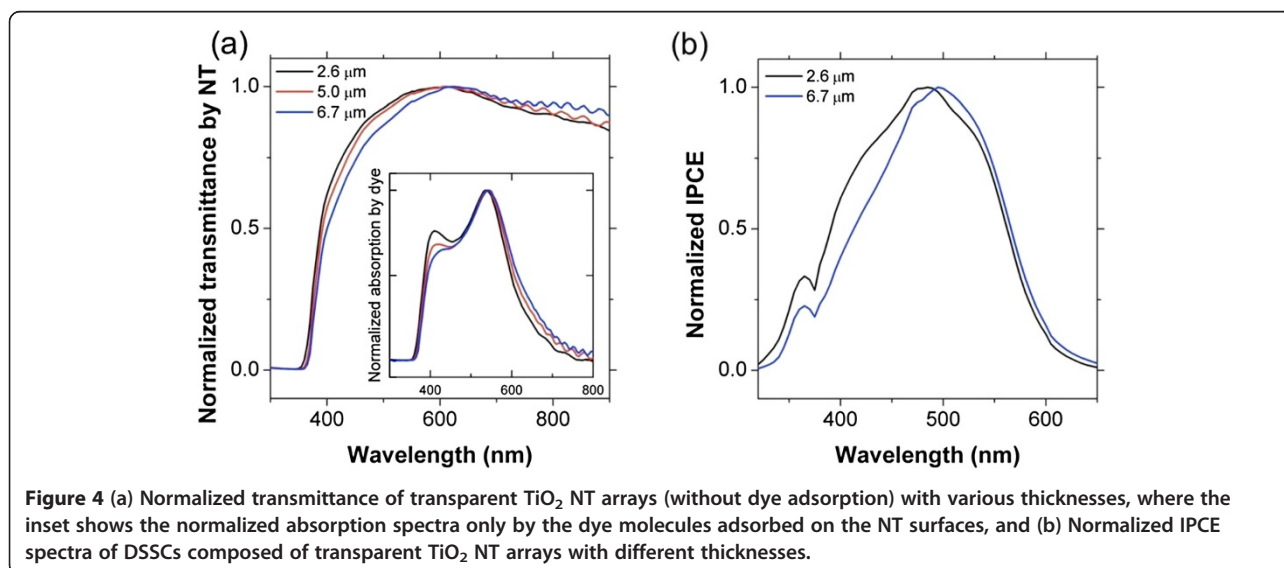 (a)
2.6 μm
5.0 μm
6.7 μm
Normalized transmittance by NT
1.0
0.5
0.0
400
600
800
Wavelength (nm)
Normalized absorption by dye
400
600
800
(b)
2.6 μm
6.7 μm
Normalized IPCE
1.0
0.5
0.0
400
500
600
Wavelength (nm)
Figure 4 (a) Normalized transmittance of transparent TiO₂ NT arrays (without dye adsorption) with various thicknesses, where the
inset shows the normalized absorption spectra only by the dye molecules adsorbed on the NT surfaces, and (b) Normalized IPCE
spectra of DSSCs composed of transparent TiO₂ NT arrays with different thicknesses.